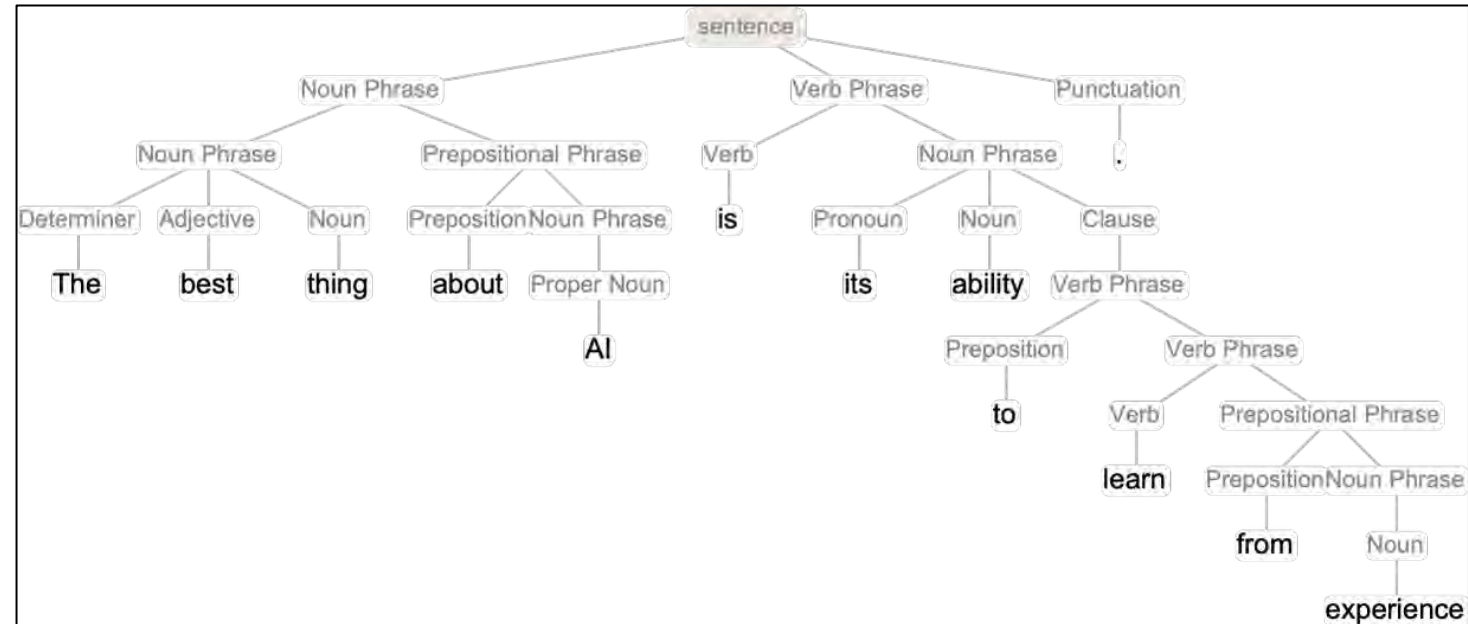 sentence
Noun Phrase Verb Phrase Punctuation
Noun Phrase Prepositional Phrase Verb Noun Phrase .
Determiner Adjective Noun Preposition Noun Phrase is Pronoun Noun Clause
The best thing about Proper Noun its ability Verb Phrase
AI Preposition Verb Phrase
to Verb Prepositional Phrase
learn Preposition Noun Phrase
from Noun
experience